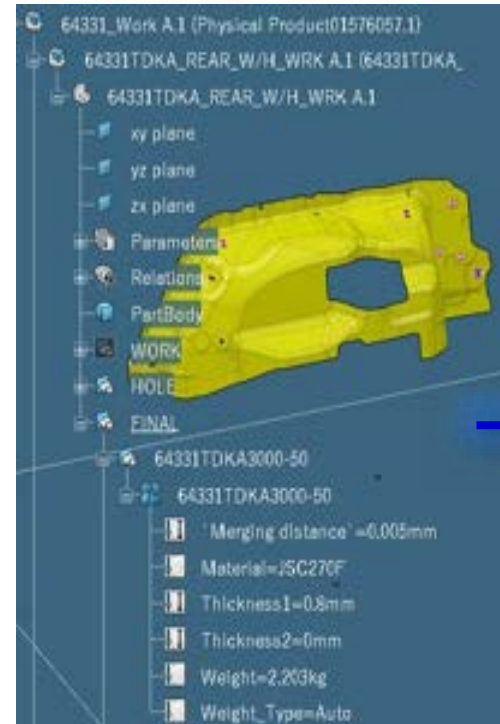 64331_Work A.1 (Physical Product01576057.1)
64331TDKA_REAR_W/H_WRK A.1 (64331TDKA_
64331TDKA_REAR_W/H_WRK A.1
xy plane
yz plane
zx plane
Parameters
Relations
PartBody
WORK
HOLE
FINAL
64331TDKA3000-50
64331TDKA3000-50
`Merging distance`=0.005mm
Material=JSC270F
Thickness1=0.8mm
Thickness2=0mm
Weight=2.203kg
Weight_Type=Auto